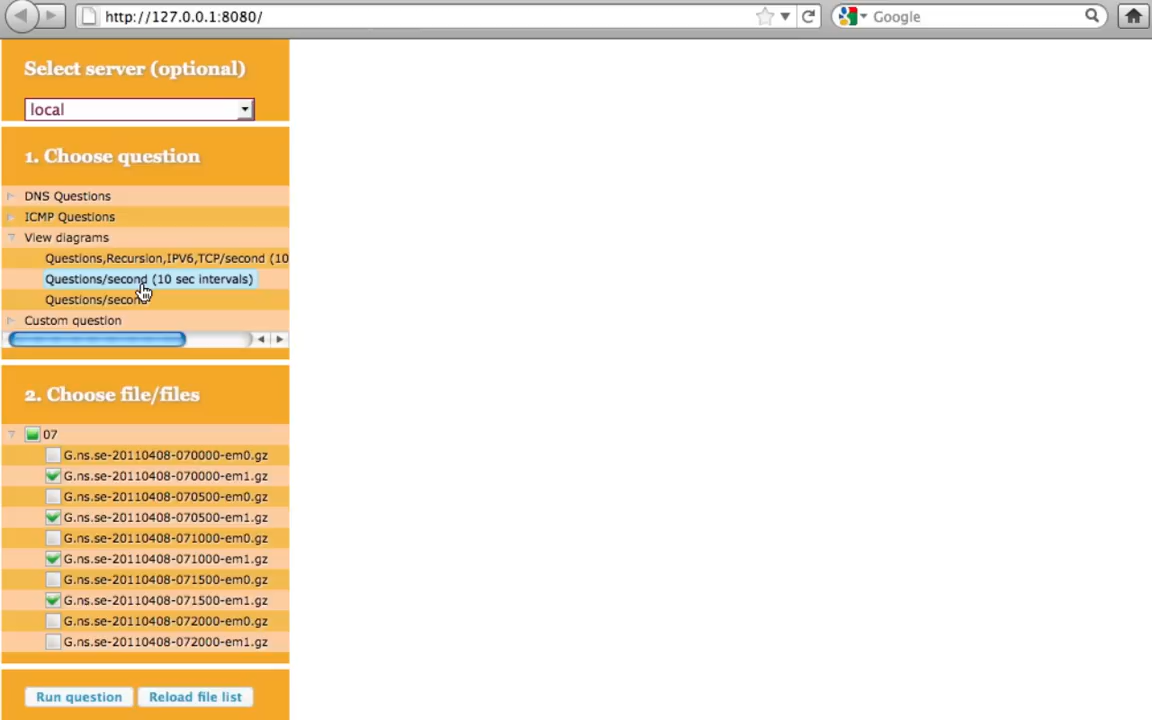 http://127.0.0.1:8080/
Google
Select server (optional)
local
1. Choose question
DNS Questions
ICMP Questions
View diagrams
Questions,Recursion,IPV6,TCP/second (10
Questions/second (10 sec intervals)
Questions/second
Custom question
2. Choose file/files
07
G.ns.se-20110408-070000-em0.gz
G.ns.se-20110408-070000-em1.gz
G.ns.se-20110408-070500-em0.gz
G.ns.se-20110408-070500-em1.gz
G.ns.se-20110408-071000-em0.gz
G.ns.se-20110408-071000-em1.gz
G.ns.se-20110408-071500-em0.gz
G.ns.se-20110408-071500-em1.gz
G.ns.se-20110408-072000-em0.gz
G.ns.se-20110408-072000-em1.gz
Run question
Reload file list